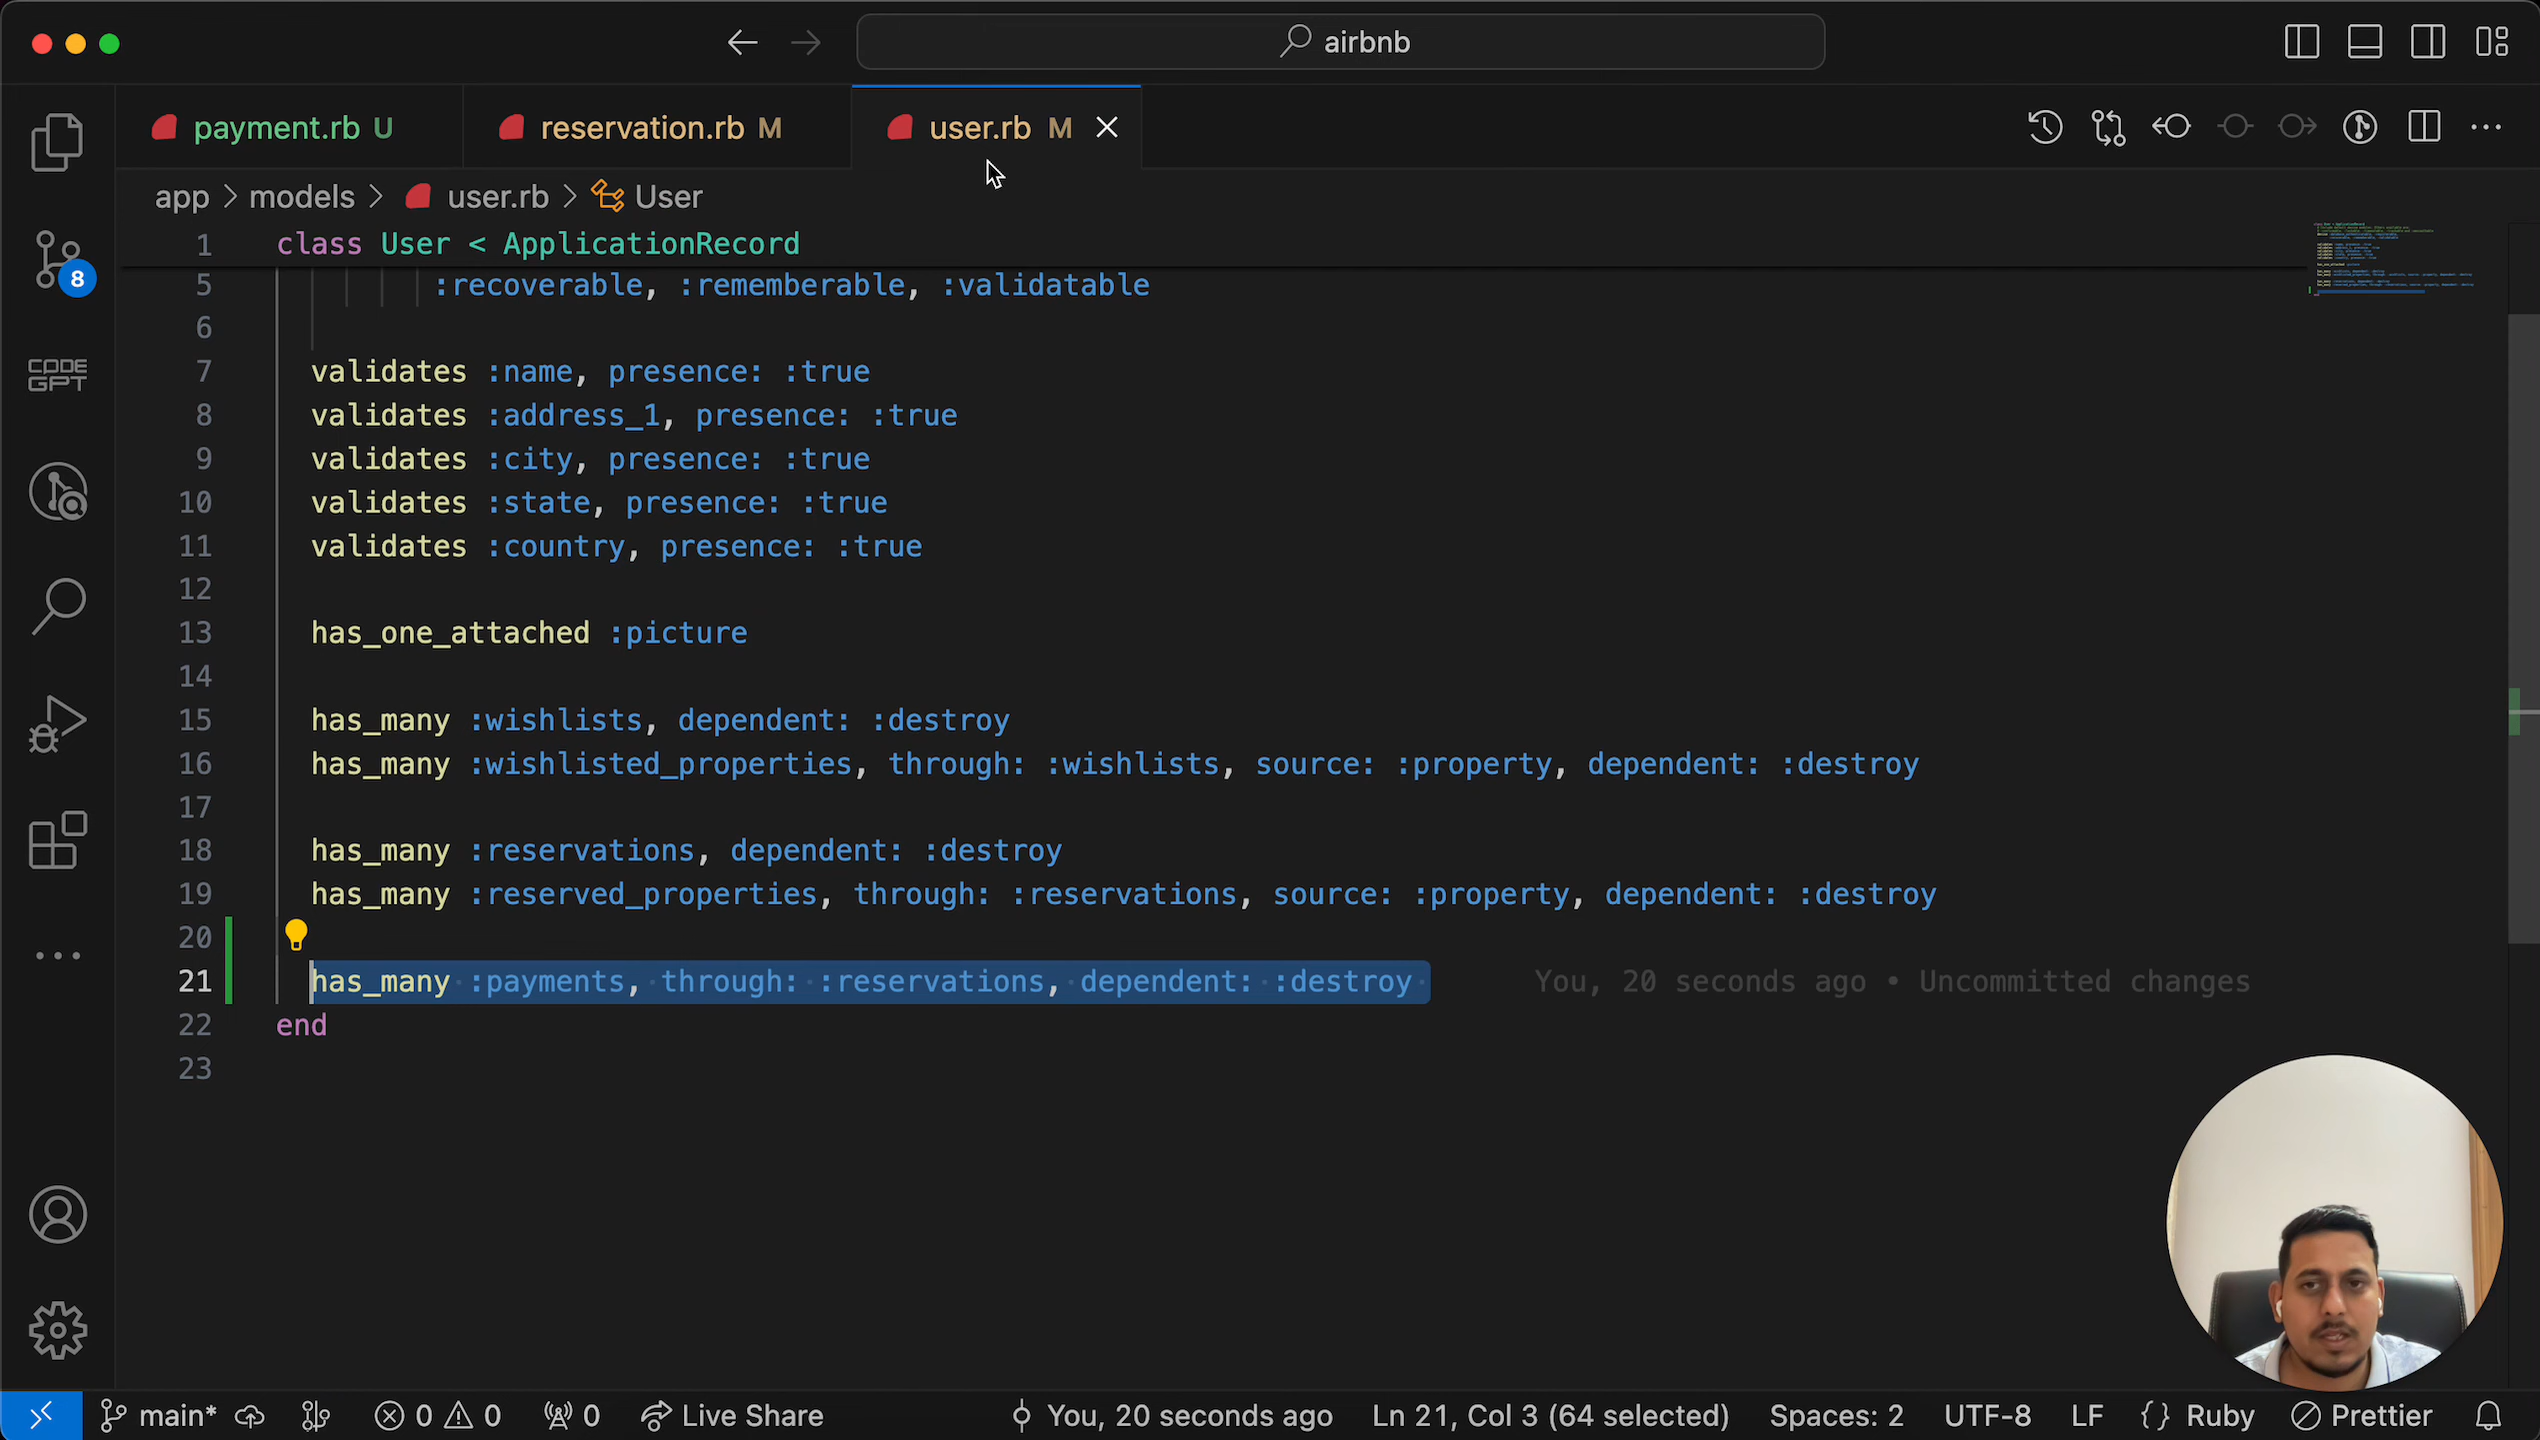 airbnb
payment.rb U
reservation.rb M
user.rb M
app > models > user.rb > User
8
CODE
GPT
1 class User < ApplicationRecord
5 :recoverable, :rememberable, :validatable
6
7 validates :name, presence: :true
8 validates :address_1, presence: :true
9 validates :city, presence: :true
10 validates :state, presence: :true
11 validates :country, presence: :true
12
13 has_one_attached :picture
14
15 has_many :wishlists, dependent: :destroy
16 has_many :wishlisted_properties, through: :wishlists, source: :property, dependent: :destroy
17
18 has_many :reservations, dependent: :destroy
19 has_many :reserved_properties, through: :reservations, source: :property, dependent: :destroy
20
21 has_many :payments, through: :reservations, dependent: :destroy You, 20 seconds ago • Uncommitted changes
22 end
23
main* 0 0 0 Live Share You, 20 seconds ago Ln 21, Col 3 (64 selected) Spaces: 2 UTF-8 LF {} Ruby Prettier